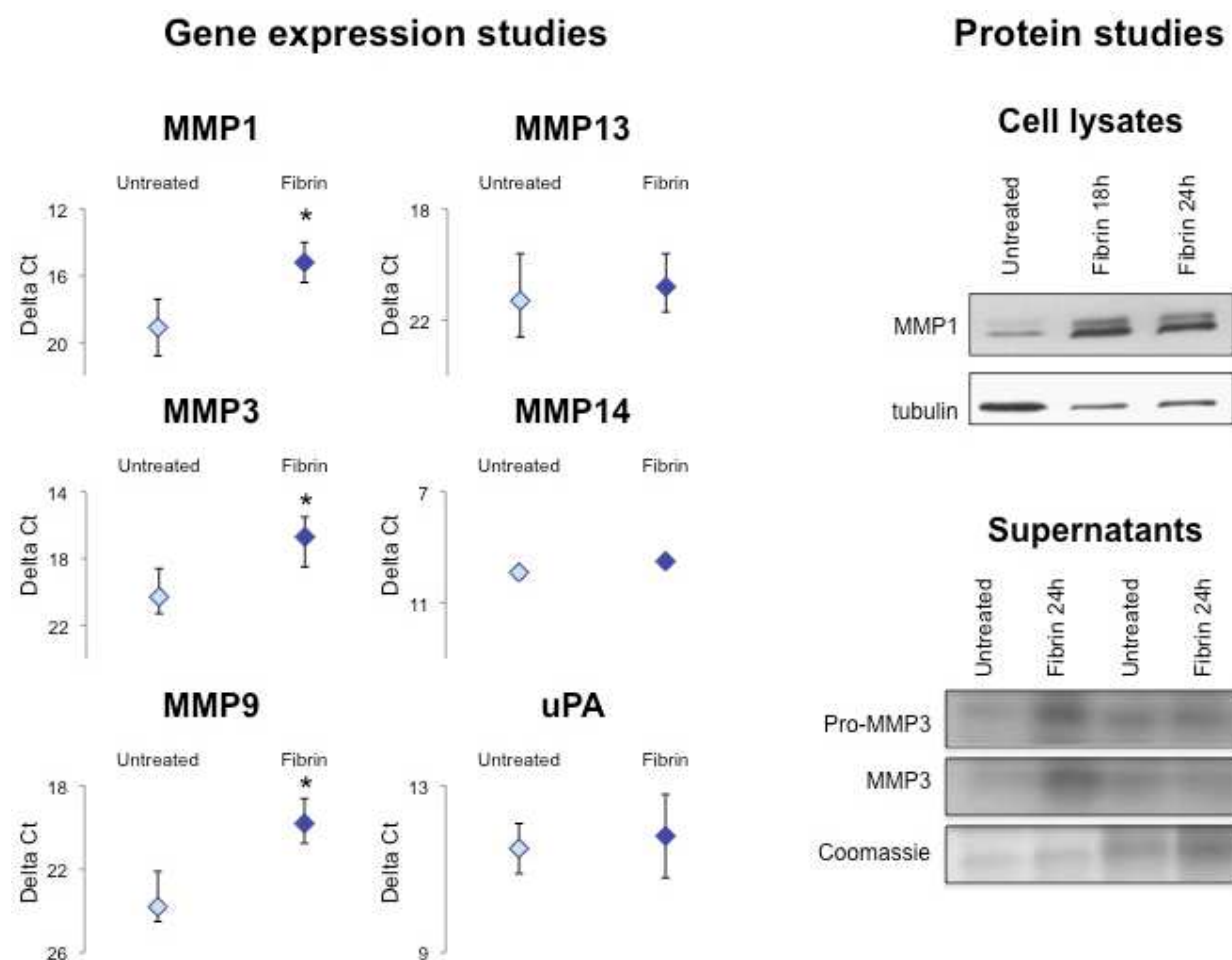 Gene expression studies
MMP1
Untreated Fibrin
*
12
16
20
Delta Ct
MMP13
Untreated Fibrin
18
22
Delta Ct
MMP3
Untreated Fibrin
*
14
18
22
Delta Ct
MMP14
Untreated Fibrin
7
11
Delta Ct
MMP9
Untreated Fibrin
*
18
22
26
Delta Ct
uPA
Untreated Fibrin
13
9
Delta Ct
Protein studies
Cell lysates
Untreated
Fibrin 18h
Fibrin 24h
MMP1
tubulin
Supernatants
Untreated
Fibrin 24h
Untreated
Fibrin 24h
Pro-MMP3
MMP3
Coomassie